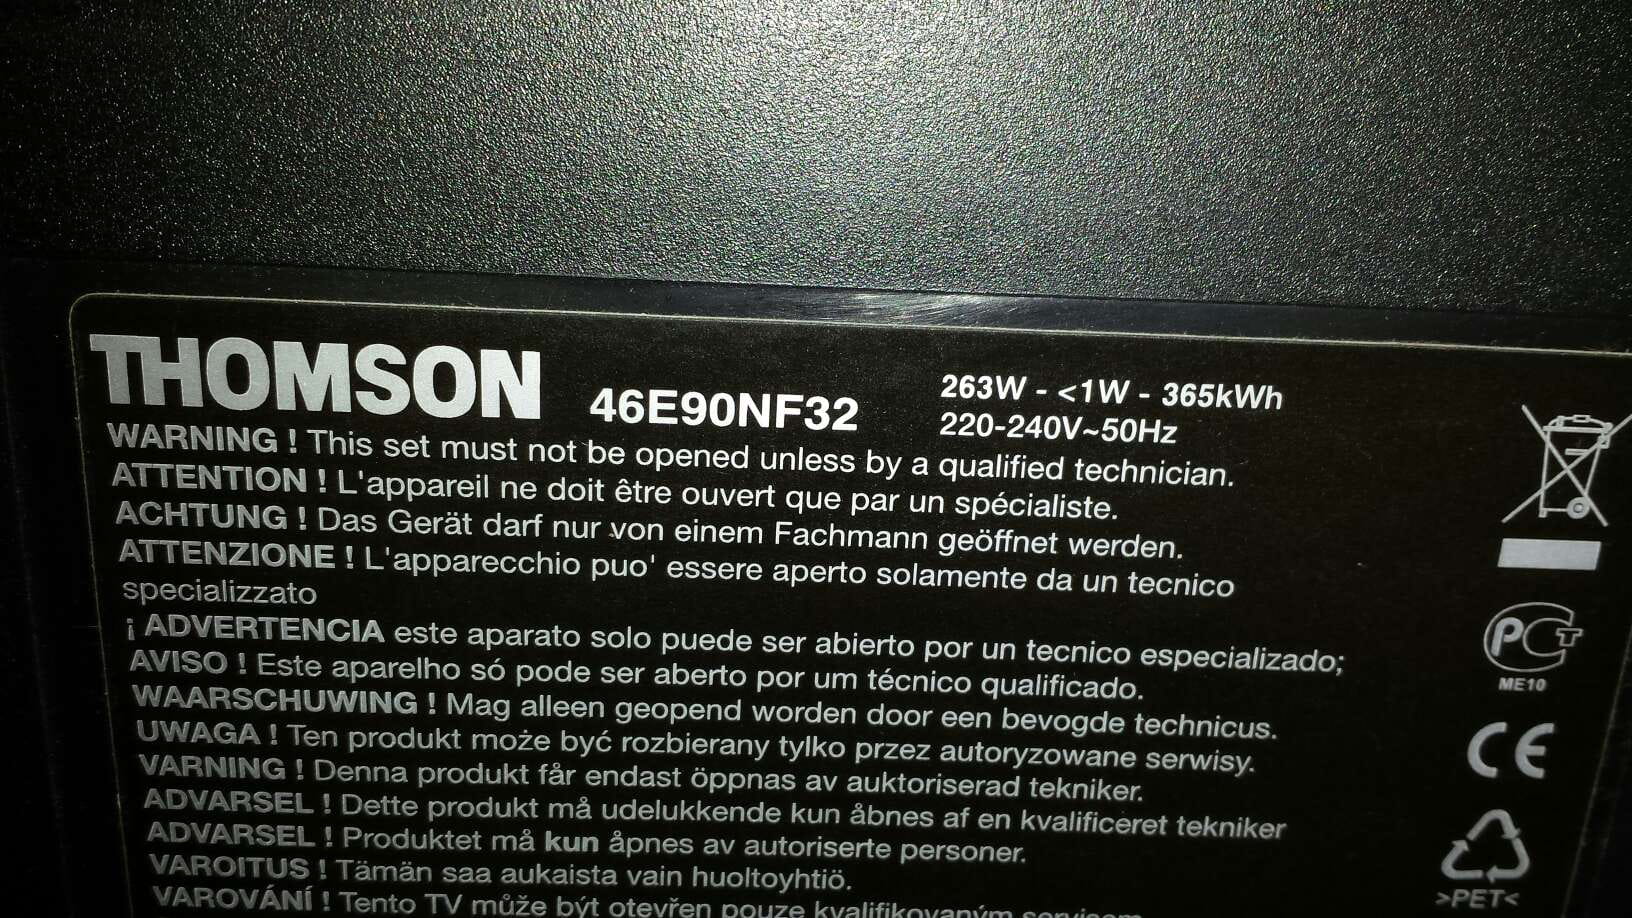 THOMSON 46E90NF32 263W - <1W - 365kWh
220-240V~50Hz
WARNING ! This set must not be opened unless by a qualified technician.
ATTENTION ! L'appareil ne doit être ouvert que par un spécialiste.
ACHTUNG ! Das Gerät darf nur von einem Fachmann geöffnet werden.
ATTENZIONE ! L'apparecchio puo' essere aperto solamente da un tecnico
specializzato
¡ ADVERTENCIA este aparato solo puede ser abierto por un tecnico especializado;
AVISO ! Este aparelho só pode ser aberto por um técnico qualificado.
WAARSCHUWING ! Mag alleen geopend worden door een bevogde technicus.
UWAGA ! Ten produkt może być rozbierany tylko przez autoryzowane serwisy.
VARNING ! Denna produkt får endast öppnas av auktoriserad tekniker.
ADVARSEL ! Dette produkt må udelukkende kun åbnes af en kvalificeret tekniker
ADVARSEL ! Produktet må kun åpnes av autoriserte personer.
VAROITUS ! Tämän saa aukaista vain huoltoyhtiö.
VAROVÁNÍ ! Tento TV může být otevřen pouze kvalifikovaným servisem
PCT
ME10
CE
>PET<